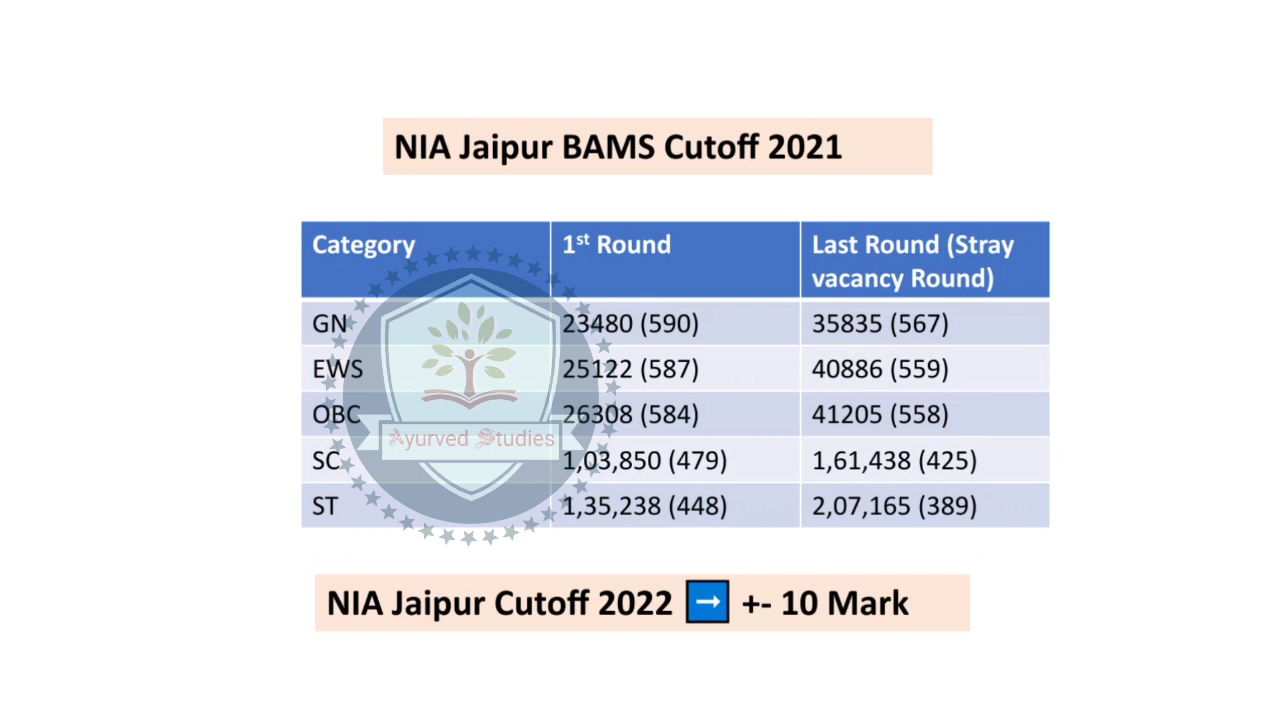 NIA Jaipur BAMS Cutoff 2021
Category 1st Round Last Round (Stray
vacancy Round)
GN 23480 (590) 35835 (567)
EWS 25122 (587) 40886 (559)
OBC 26308 (584) 41205 (558)
Ayurved Studies
SC 1,03,850 (479) 1,61,438 (425)
ST 1,35,238 (448) 2,07,165 (389)
NIA Jaipur Cutoff 2022 ➡ +- 10 Mark